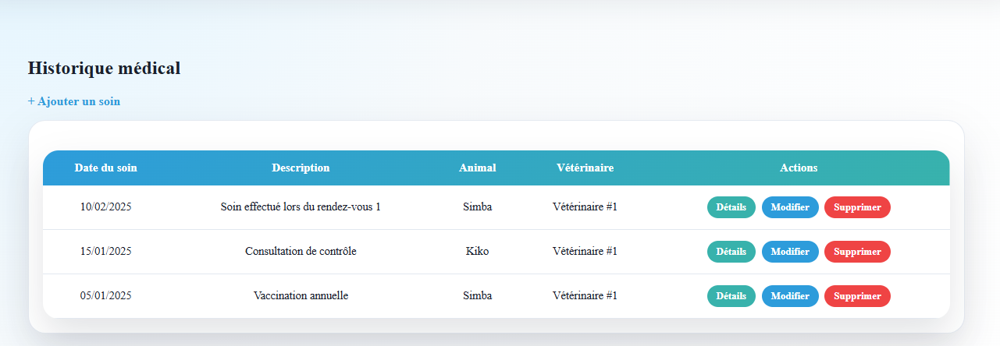 Historique médical
+ Ajouter un soin
Date du soin Description Animal Vétérinaire Actions
10/02/2025 Soin effectué lors du rendez-vous 1 Simba Vétérinaire #1 Détails Modifier Supprimer
15/01/2025 Consultation de contrôle Kiko Vétérinaire #1 Détails Modifier Supprimer
05/01/2025 Vaccination annuelle Simba Vétérinaire #1 Détails Modifier Supprimer